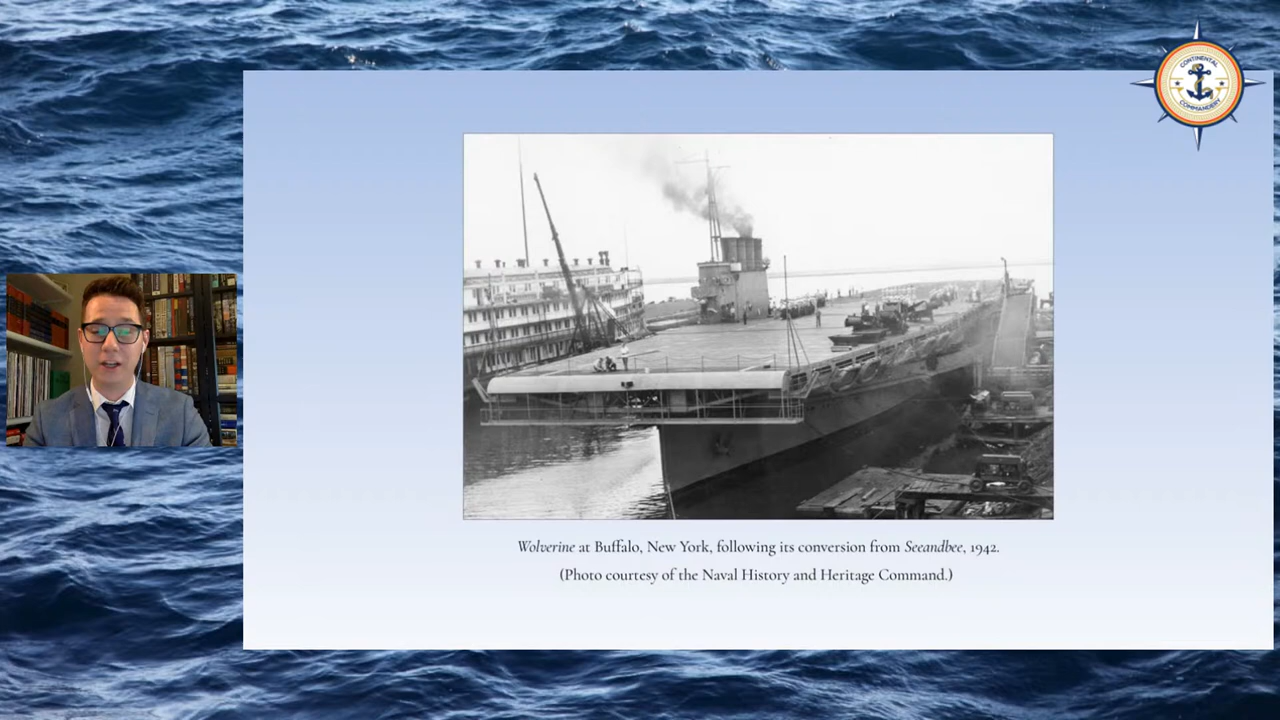 CONTINENTAL
COMMANDERY
Wolverine at Buffalo, New York, following its conversion from Seeandbee, 1942.
(Photo courtesy of the Naval History and Heritage Command.)